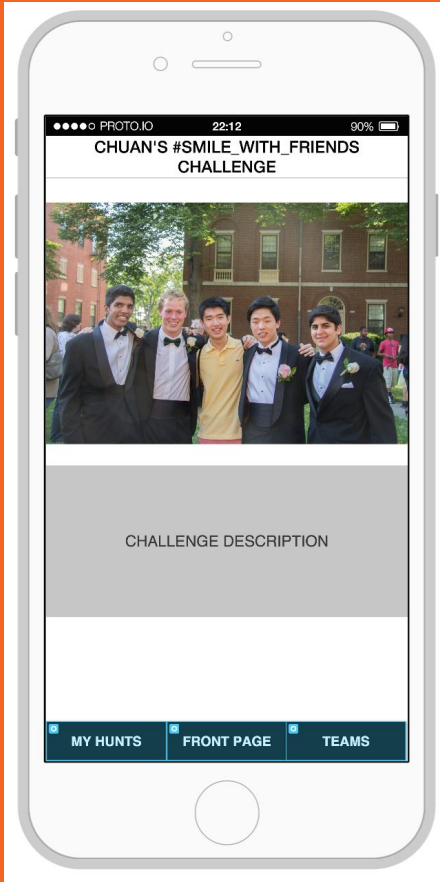 PROTO.IO 22:12 90%
CHUAN'S #SMILE_WITH_FRIENDS
CHALLENGE
CHALLENGE DESCRIPTION
MY HUNTS FRONT PAGE TEAMS